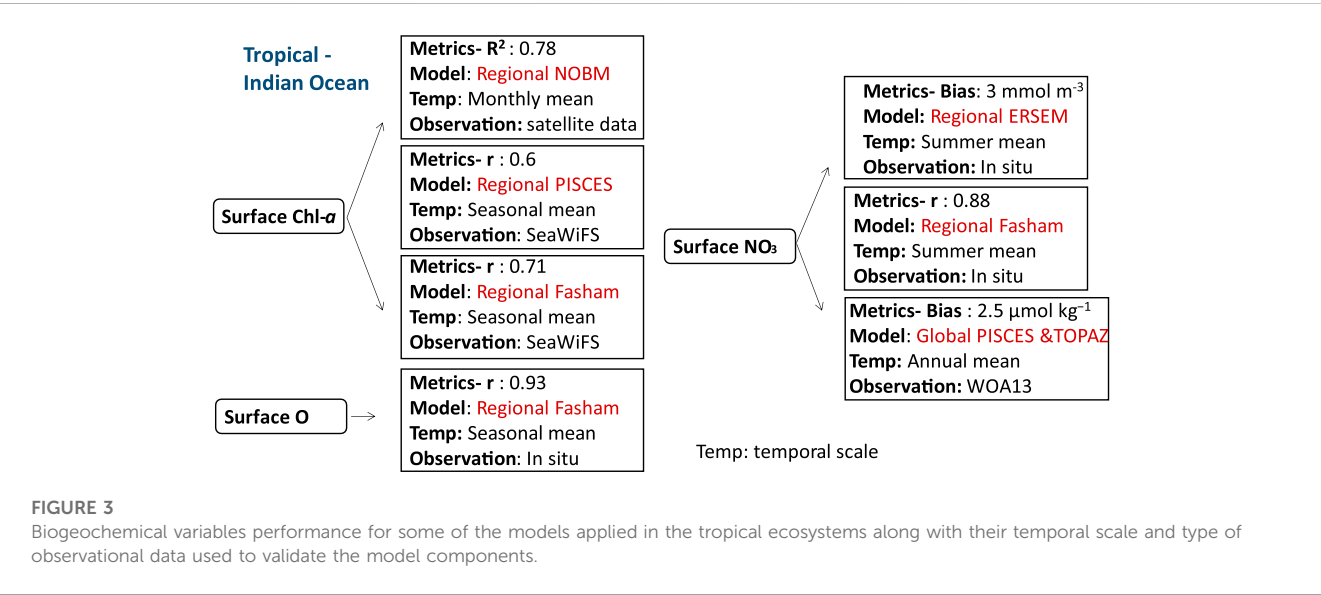 Tropical -
Indian Ocean
Surface Chl-a
Metrics- R² : 0.78
Model: Regional NOBM
Temp: Monthly mean
Observation: satellite data
Metrics- r : 0.6
Model: Regional PISCES
Temp: Seasonal mean
Observation: SeaWiFS
Metrics- r : 0.71
Model: Regional Fasham
Temp: Seasonal mean
Observation: SeaWiFS
Surface O
Metrics- r : 0.93
Model: Regional Fasham
Temp: Seasonal mean
Observation: In situ
Surface NO₃
Metrics- Bias: 3 mmol m⁻³
Model: Regional ERSEM
Temp: Summer mean
Observation: In situ
Metrics- r : 0.88
Model: Regional Fasham
Temp: Summer mean
Observation: In situ
Metrics- Bias : 2.5 µmol kg⁻¹
Model: Global PISCES &TOPAZ
Temp: Annual mean
Observation: WOA13
Temp: temporal scale
FIGURE 3
Biogeochemical variables performance for some of the models applied in the tropical ecosystems along with their temporal scale and type of
observational data used to validate the model components.